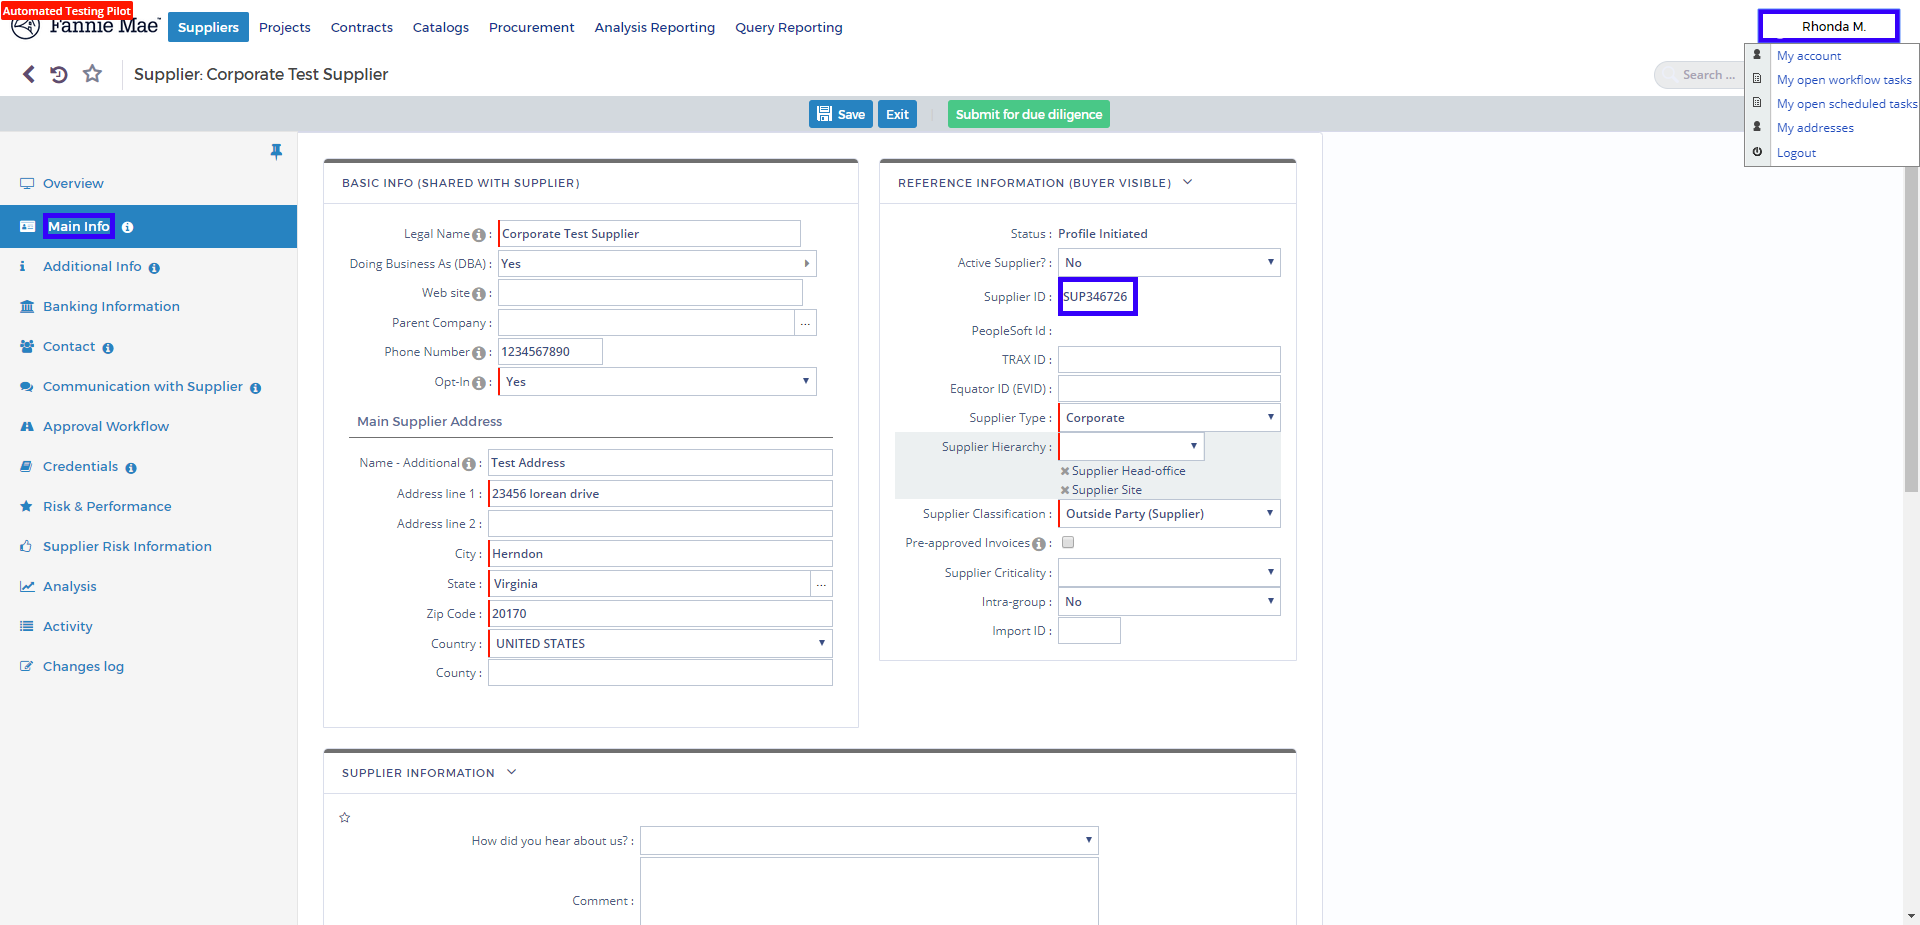 Automated Testing Pilot
Fannie Mae
Suppliers Projects Contracts Catalogs Procurement Analysis Reporting Query Reporting
Rhonda M.
My account
My open workflow tasks
My open scheduled tasks
My addresses
Logout
Supplier: Corporate Test Supplier
Search ...
Save Exit Submit for due diligence
Overview
Main Info
Additional Info
Banking Information
Contact
Communication with Supplier
Approval Workflow
Credentials
Risk & Performance
Supplier Risk Information
Analysis
Activity
Changes log
BASIC INFO (SHARED WITH SUPPLIER)
Legal Name : Corporate Test Supplier
Doing Business As (DBA) : Yes
Web site :
Parent Company : ...
Phone Number : 1234567890
Opt-In : Yes
Main Supplier Address
Name - Additional : Test Address
Address line 1 : 23456 lorean drive
Address line 2 :
City : Herndon
State : Virginia ...
Zip Code : 20170
Country : UNITED STATES
County :
REFERENCE INFORMATION (BUYER VISIBLE)
Status : Profile Initiated
Active Supplier? : No
Supplier ID : SUP346726
PeopleSoft Id :
TRAX ID :
Equator ID (EVID) :
Supplier Type : Corporate
Supplier Hierarchy :
Supplier Head-office
Supplier Site
Supplier Classification : Outside Party (Supplier)
Pre-approved Invoices :
Supplier Criticality :
Intra-group : No
Import ID :
SUPPLIER INFORMATION
How did you hear about us? :
Comment :